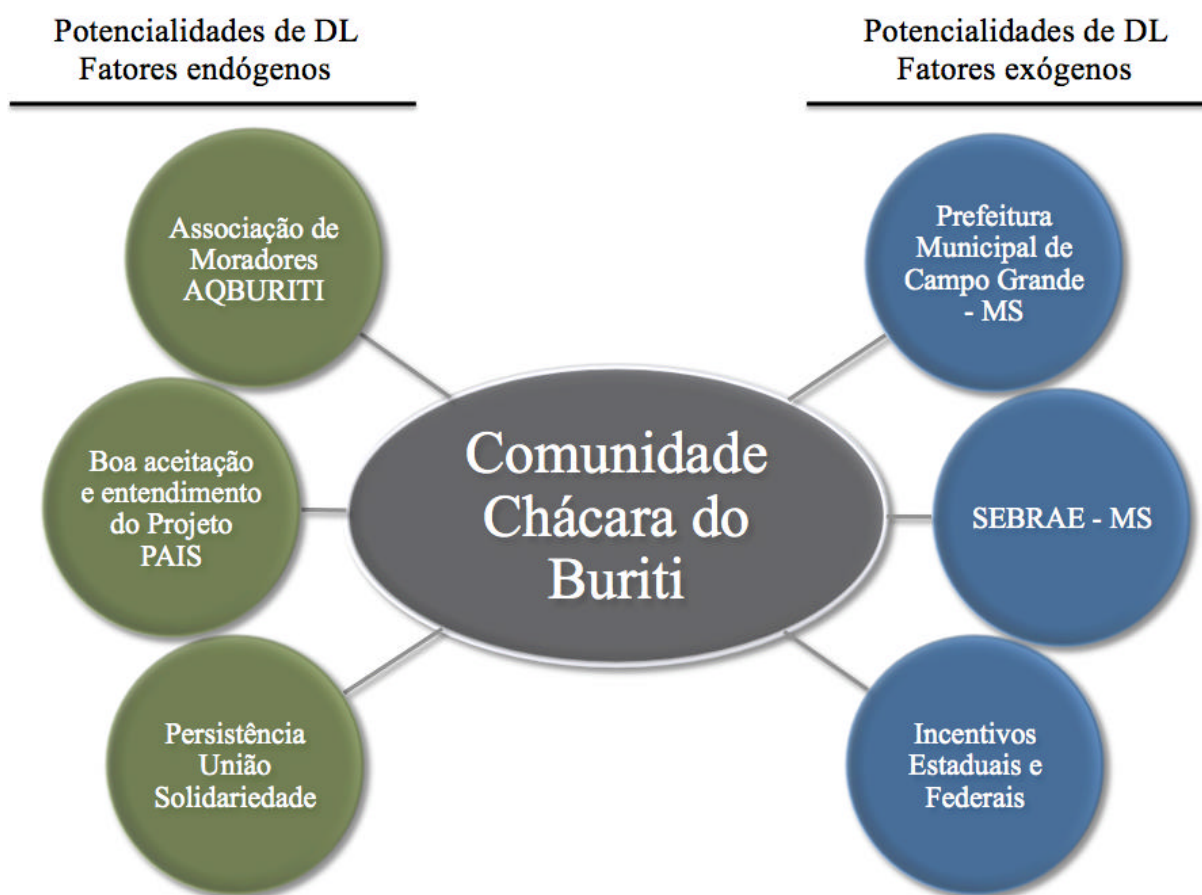 Potencialidades de DL
Fatores endógenos
Potencialidades de DL
Fatores exógenos
Associação de
Moradores
AQBURITI
Boa aceitação
e entendimento
do Projeto
PAIS
Persistência
União
Solidariedade
Comunidade
Chácara do
Buriti
Prefeitura
Municipal de
Campo Grande
- MS
SEBRAE - MS
Incentivos
Estaduais e
Federais